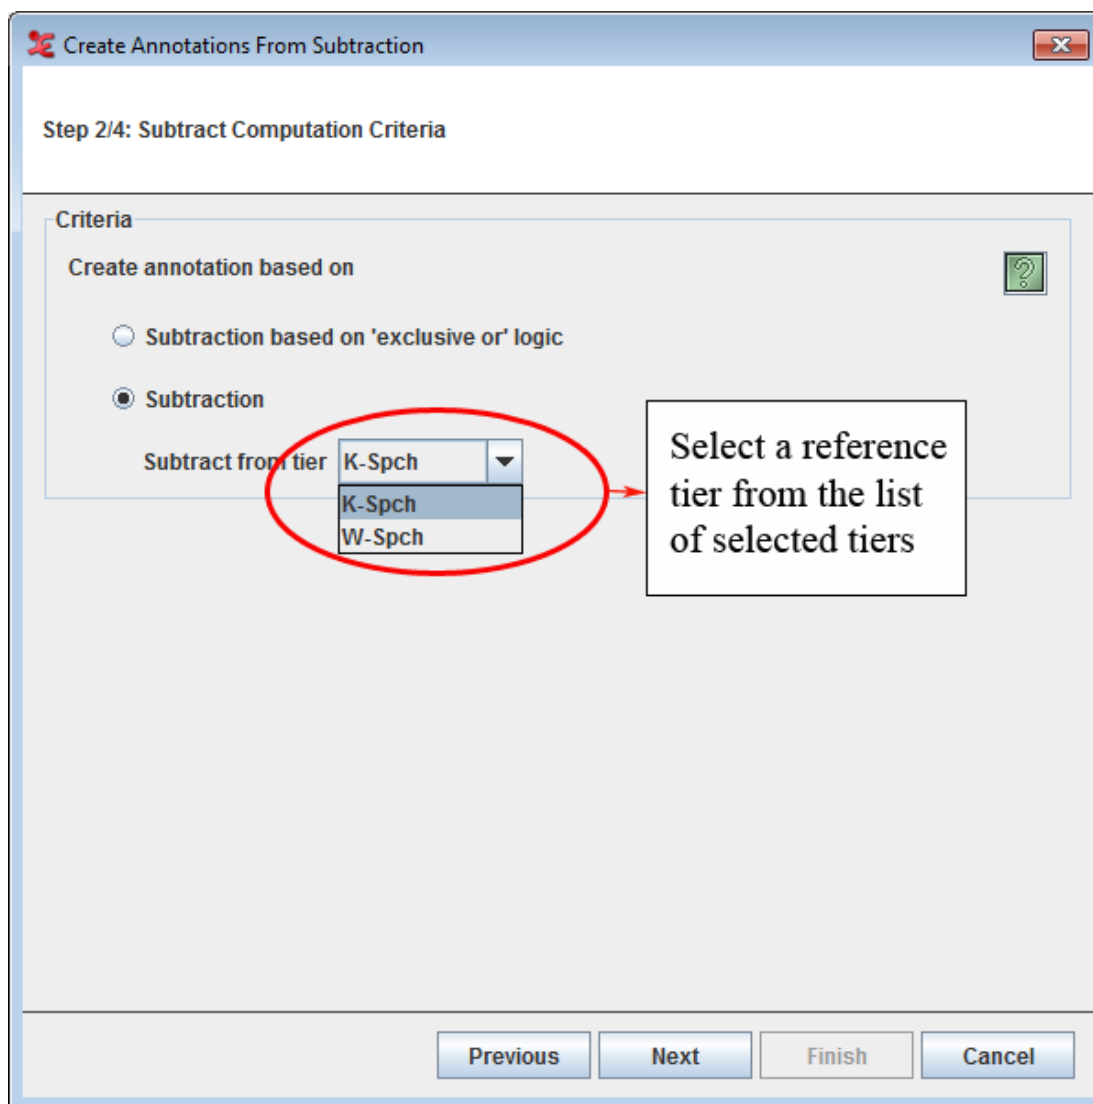 Create Annotations From Subtraction
Step 2/4: Subtract Computation Criteria
Criteria
Create annotation based on
?
Subtraction based on 'exclusive or' logic
Subtraction
Subtract from tier K-Spch
K-Spch
W-Spch
Select a reference
tier from the list
of selected tiers
Previous Next Finish Cancel